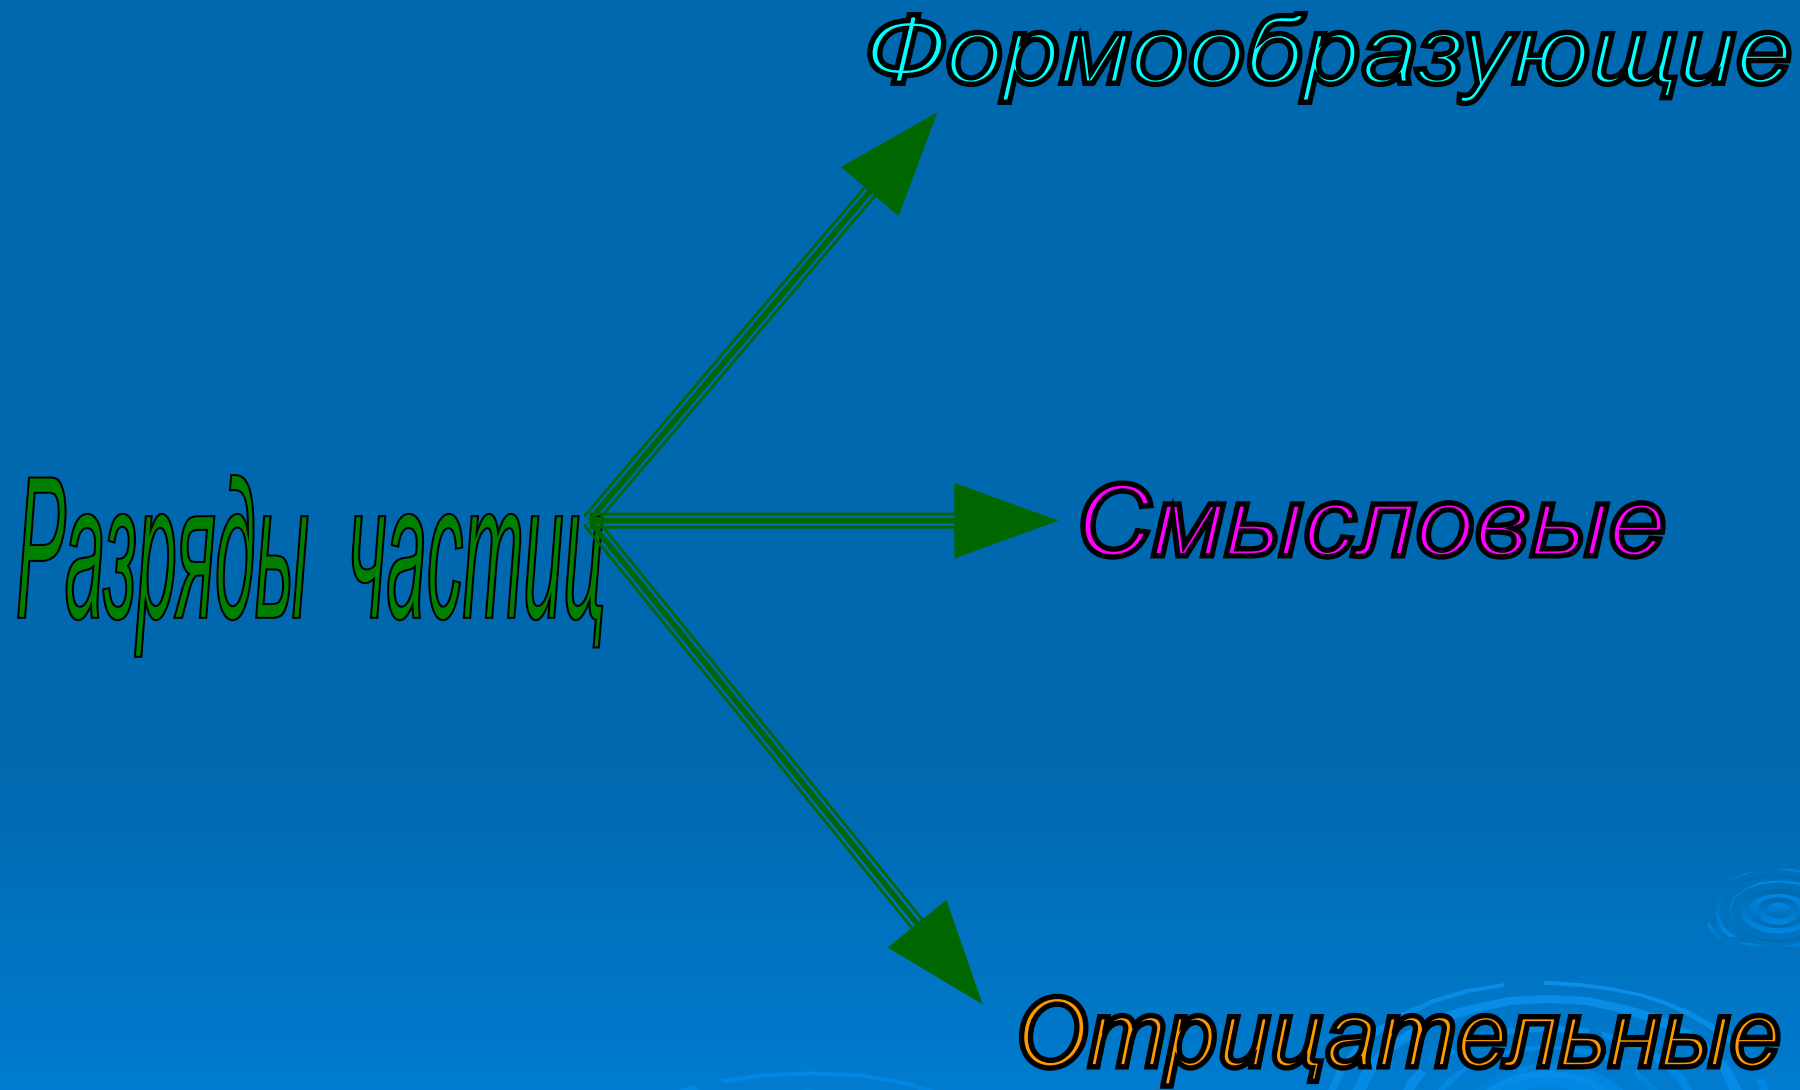 Формообразующие
Разряды частиц
Смысловые
Отрицательные